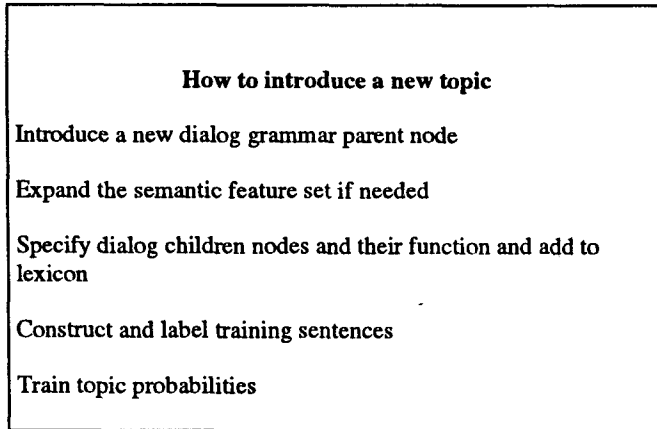 How to introduce a new topic
Introduce a new dialog grammar parent node
Expand the semantic feature set if needed
Specify dialog children nodes and their function and add to
lexicon
Construct and label training sentences
Train topic probabilities